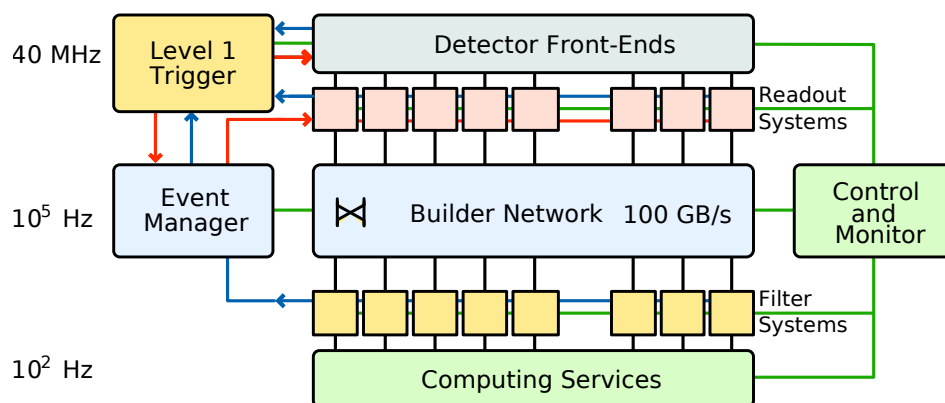 40 MHz
Level 1
Trigger
Detector Front-Ends
Readout
Systems
10⁵ Hz
Event
Manager
Builder Network 100 GB/s
Control
and
Monitor
Filter
Systems
10² Hz
Computing Services